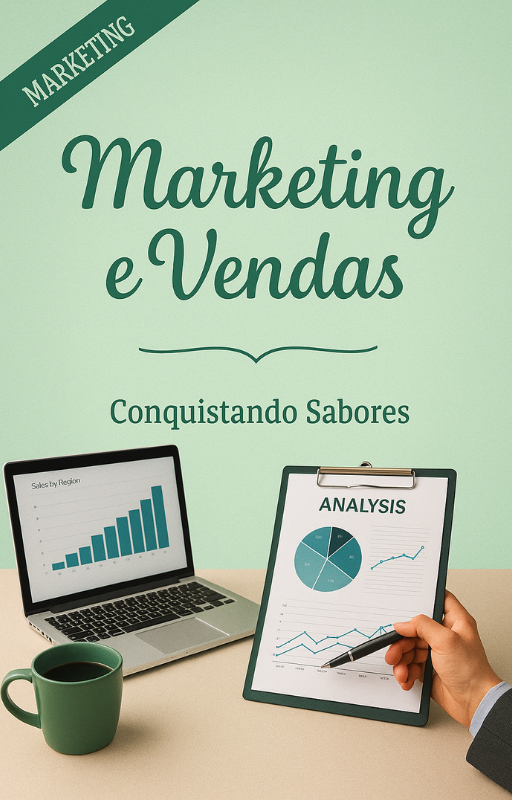 MARKETING
Marketing
e Vendas
Conquistando Sabores
Sales by Region
ANALYSIS